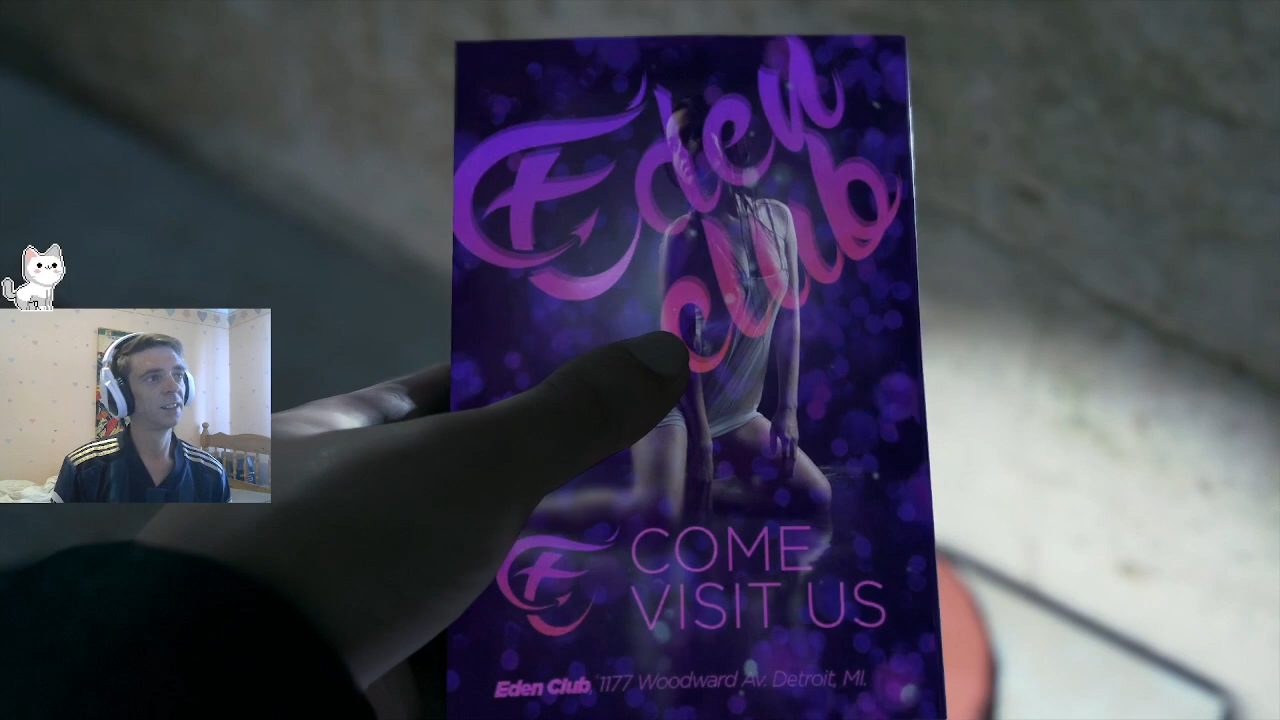 Eden
club
COME
VISIT US
Eden Club, 1177 Woodward Av. Detroit, MI.